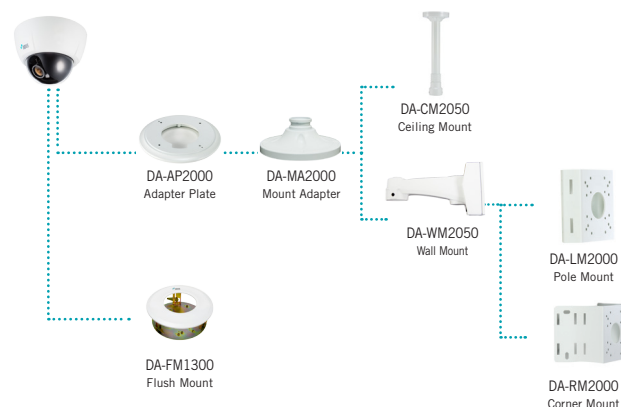 DA-CM2050
Ceiling Mount
DA-AP2000
Adapter Plate
DA-MA2000
Mount Adapter
DA-WM2050
Wall Mount
DA-LM2000
Pole Mount
DA-FM1300
Flush Mount
DA-RM2000
Corner Mount